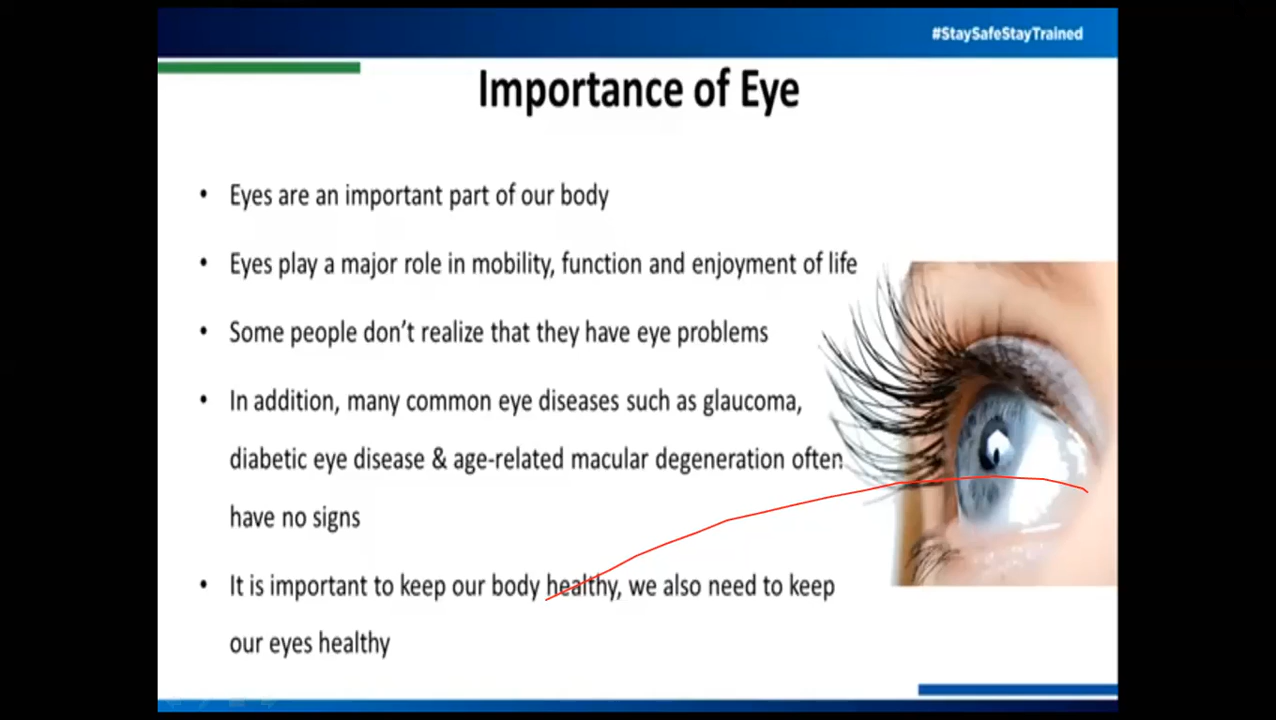 #StaySafeStayTrained
Importance of Eye
• Eyes are an important part of our body
• Eyes play a major role in mobility, function and enjoyment of life
• Some people don’t realize that they have eye problems
• In addition, many common eye diseases such as glaucoma,
diabetic eye disease & age-related macular degeneration often
have no signs
• It is important to keep our body healthy, we also need to keep
our eyes healthy